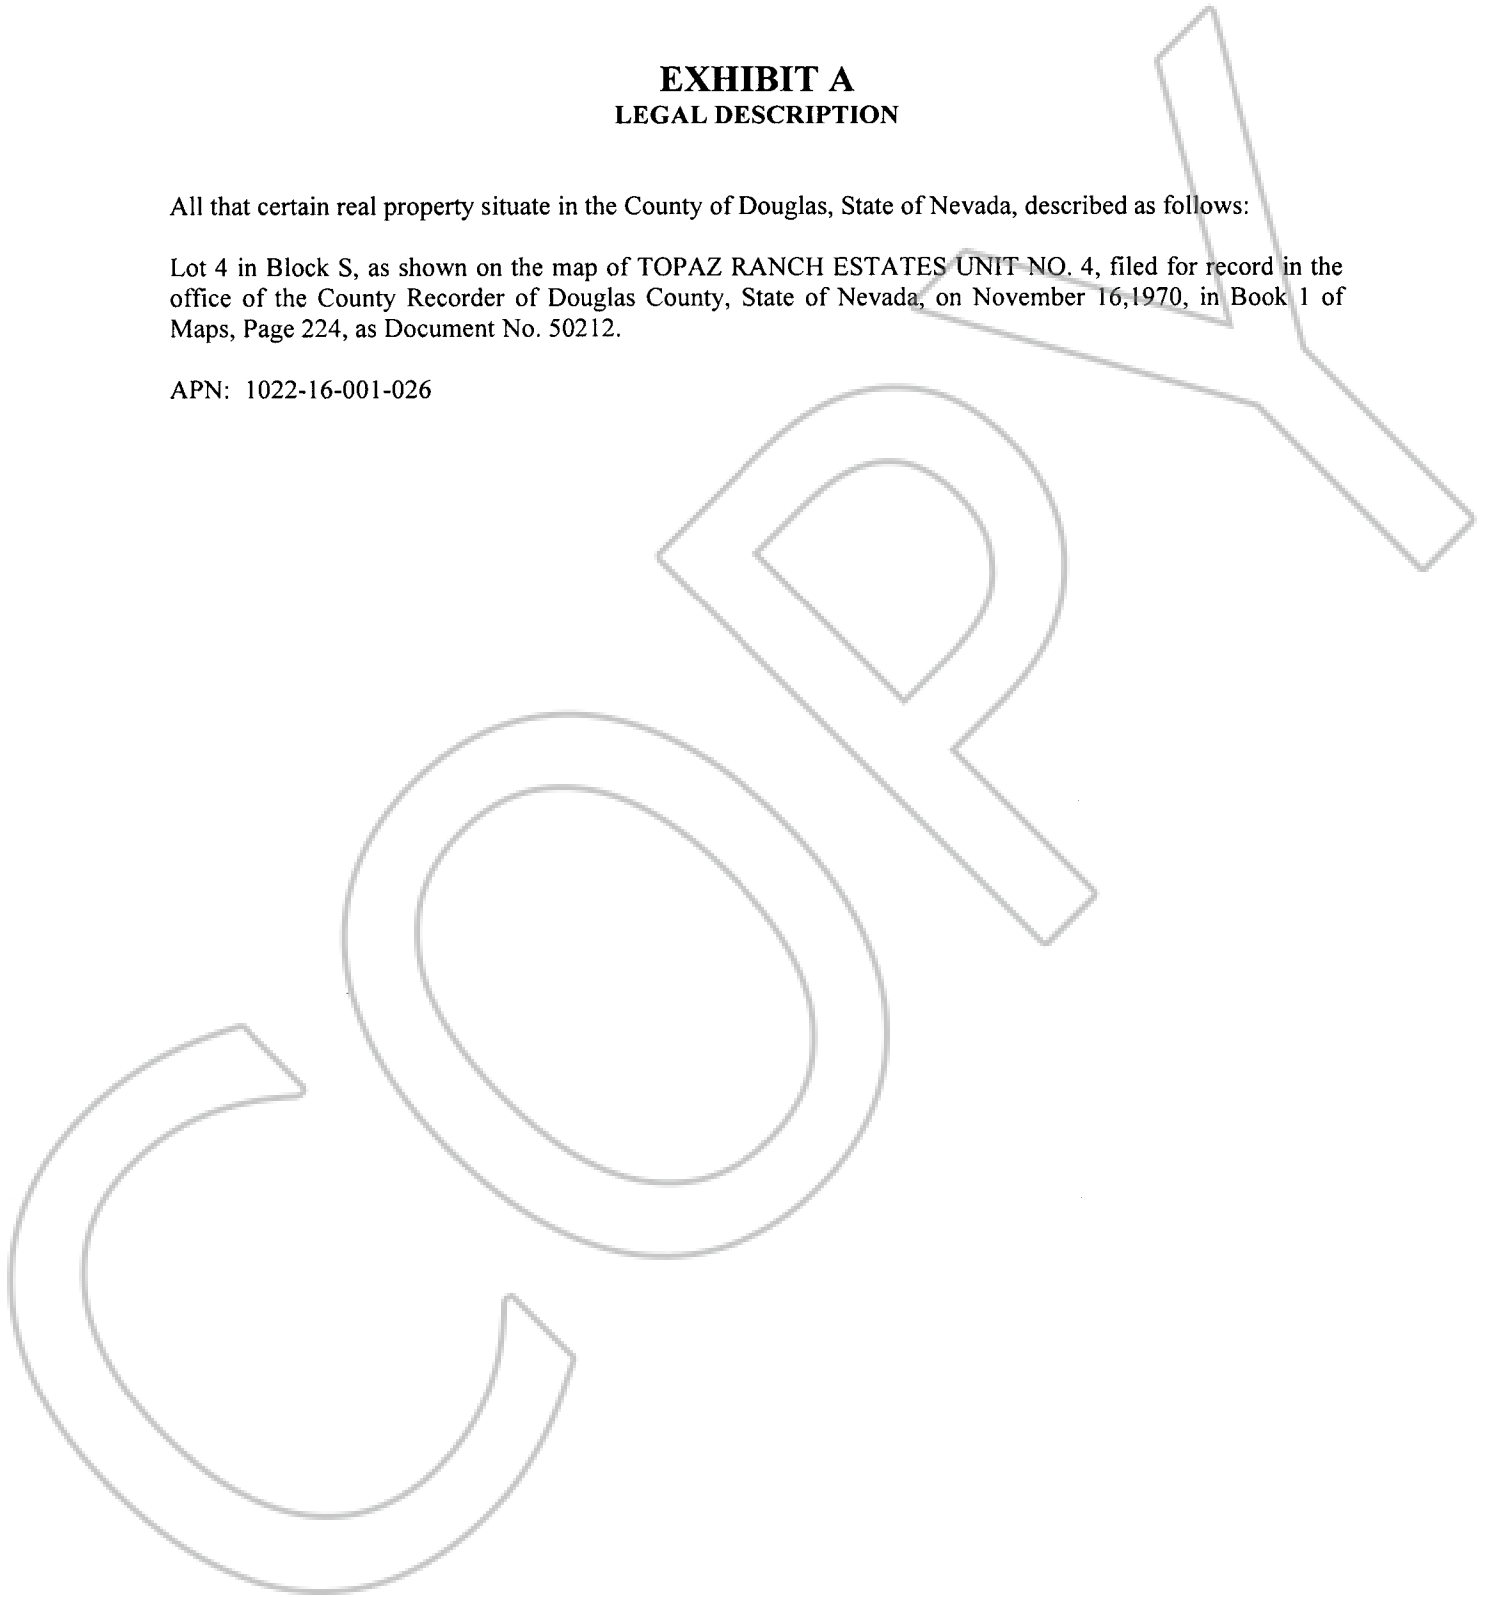 EXHIBIT A
LEGAL DESCRIPTION
All that certain real property situate in the County of Douglas, State of Nevada, described as follows:
Lot 4 in Block S, as shown on the map of TOPAZ RANCH ESTATES UNIT NO. 4, filed for record in the
office of the County Recorder of Douglas County, State of Nevada, on November 16,1970, in Book 1 of
Maps, Page 224, as Document No. 50212.
APN: 1022-16-001-026
COPY